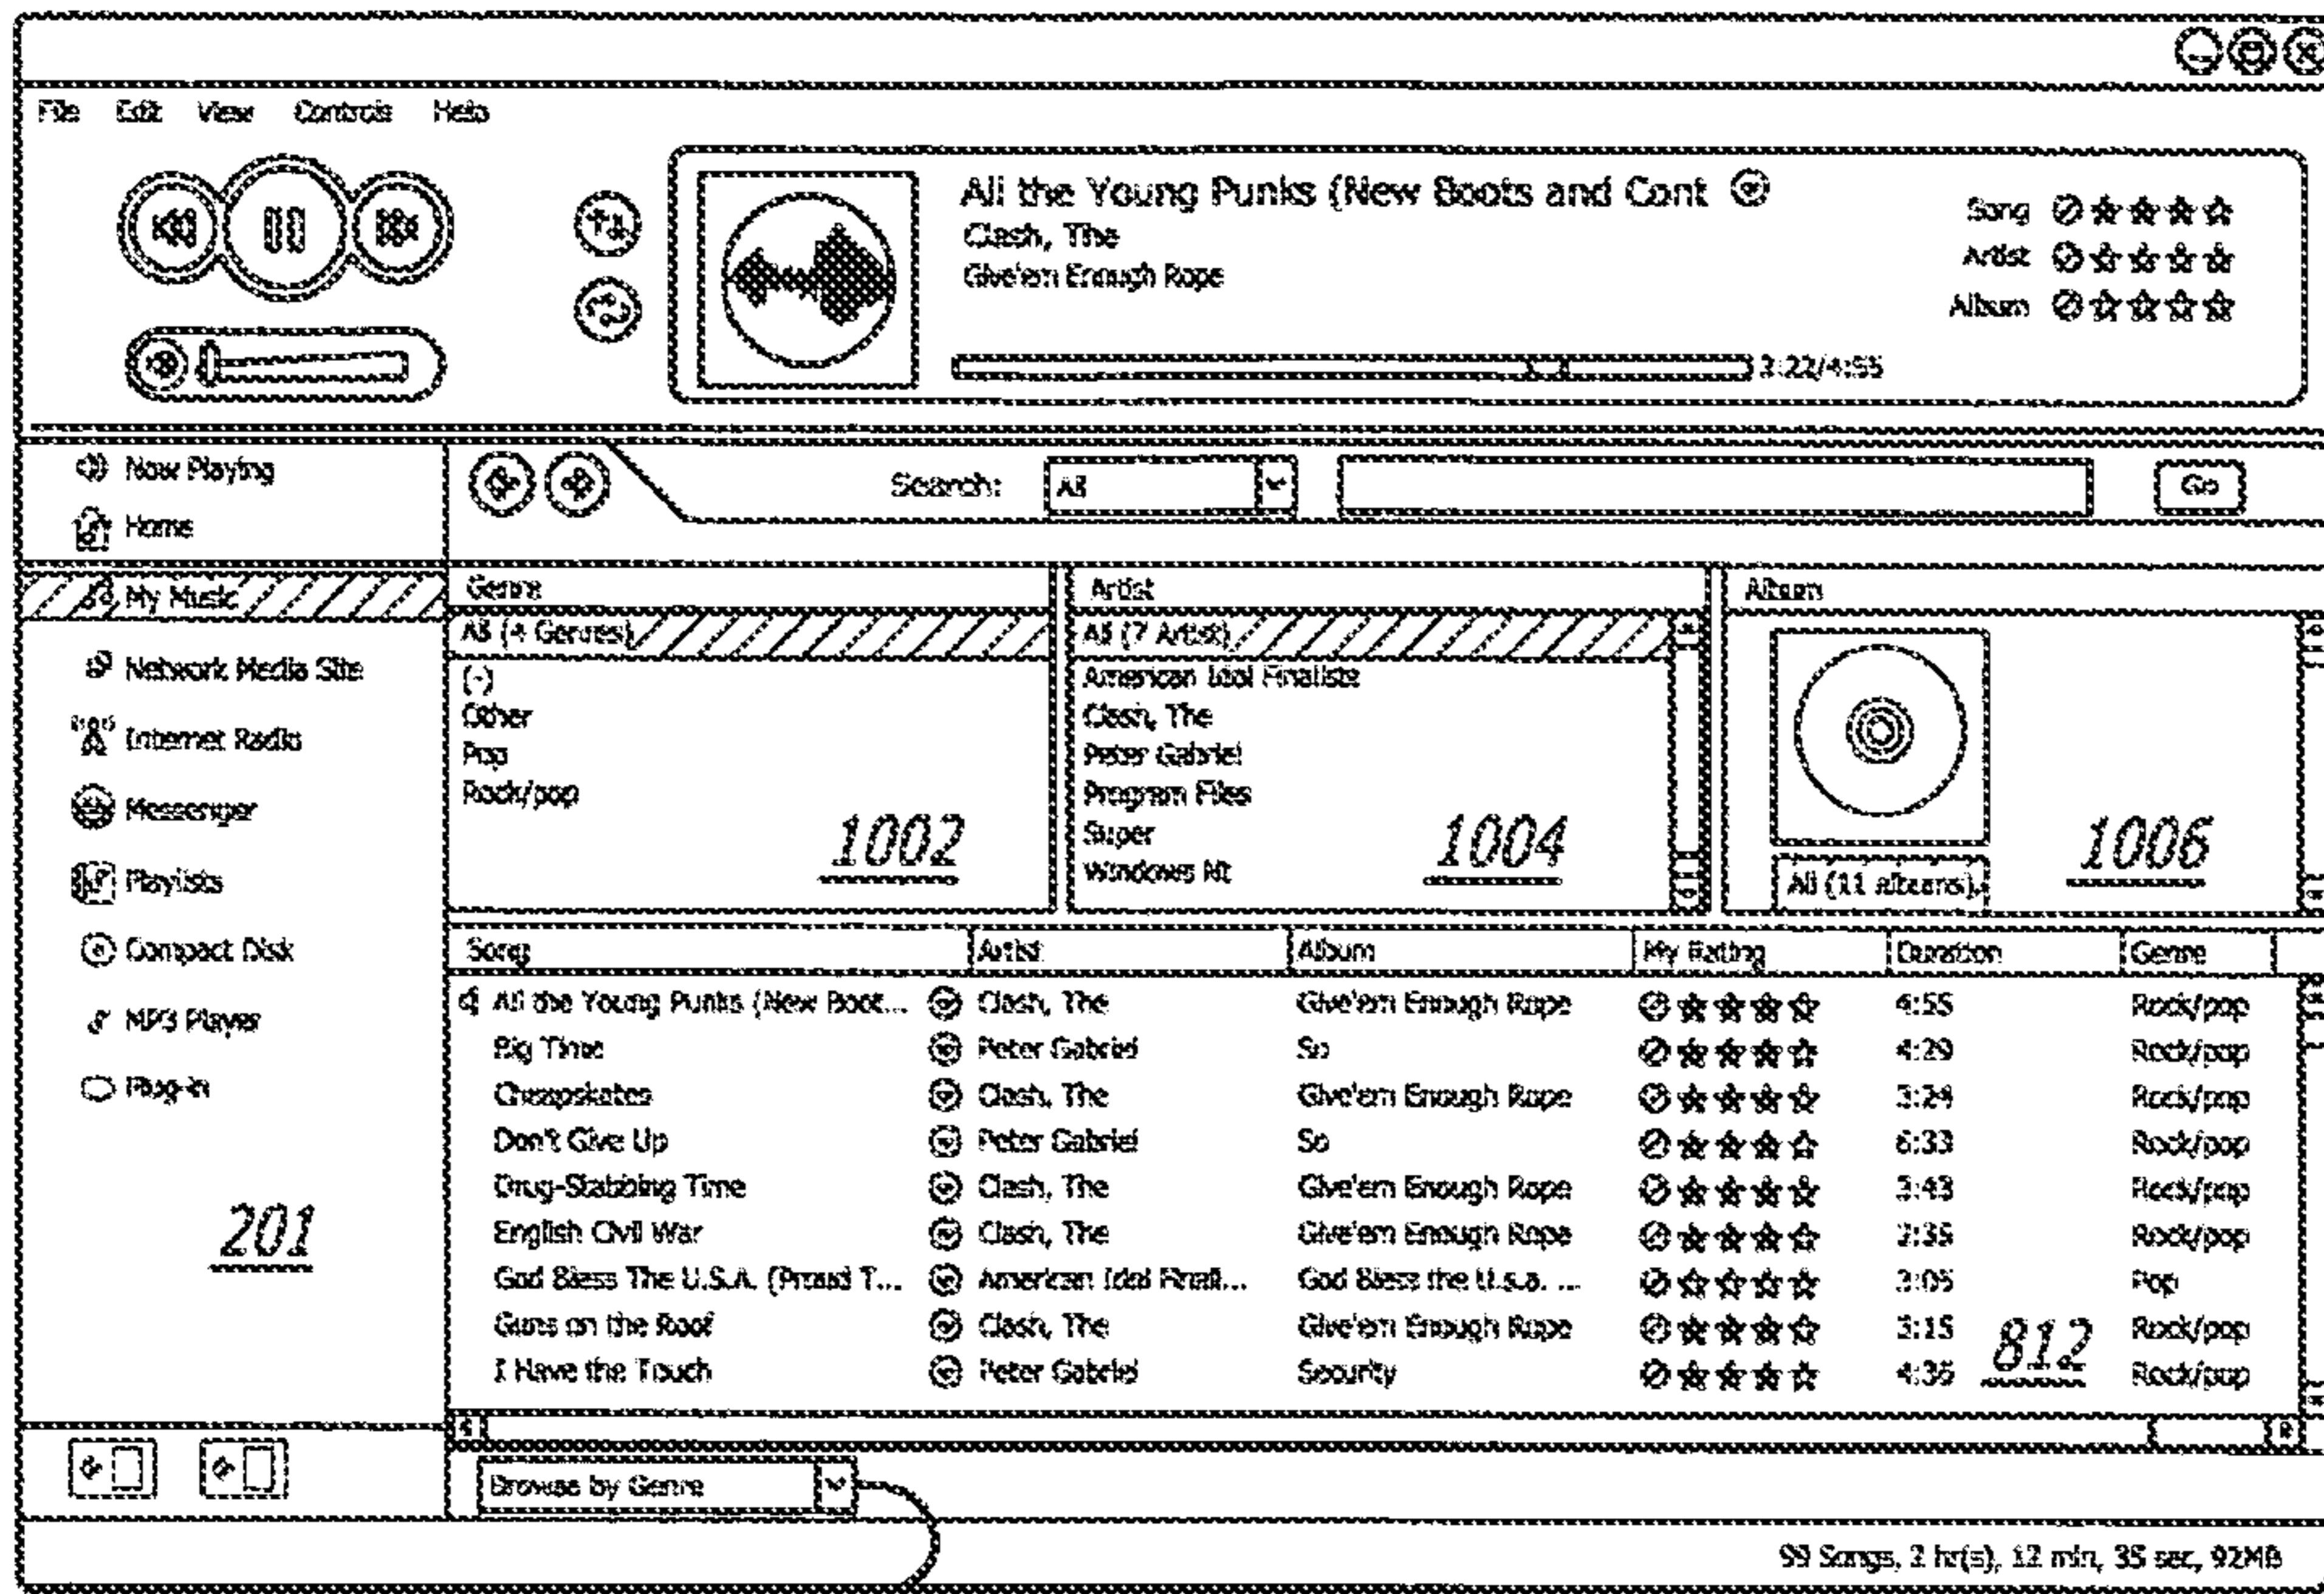 File Edit View Controls Help
All the Young Punks (New Boots and Cont
Clash, The
Give'em Enough Rope
Song
Artist
Album
3:22/4:55
Now Playing
Home
Search: All Go
My Music
Network Media Site
Internet Radio
Messenger
Playlists
Compact Disk
MP3 Player
Plug-in
201
Genre
All (4 Genres)
(-)
Other
Pop
Rock/pop
1002
Artist
All (7 Artist)
American Idol Finalists
Clash, The
Peter Gabriel
Program Files
Super
Windows Nt
1004
Album
All (11 albums)
1006
Song Artist Album My Rating Duration Genre
All the Young Punks (New Boot... Clash, The Give'em Enough Rope 4:55 Rock/pop
Big Time Peter Gabriel So 4:29 Rock/pop
Cheapskates Clash, The Give'em Enough Rope 3:24 Rock/pop
Don't Give Up Peter Gabriel So 6:33 Rock/pop
Drug-Stabbing Time Clash, The Give'em Enough Rope 3:43 Rock/pop
English Civil War Clash, The Give'em Enough Rope 2:35 Rock/pop
God Bless The U.S.A. (Proud T... American Idol Finali... God Bless the U.s.a. ... 3:05 Pop
Guns on the Roof Clash, The Give'em Enough Rope 3:15 Rock/pop
I Have the Touch Peter Gabriel Security 4:36 Rock/pop
812
Browse by Genre
99 Songs, 2 hr(s), 12 min, 35 sec, 92MB